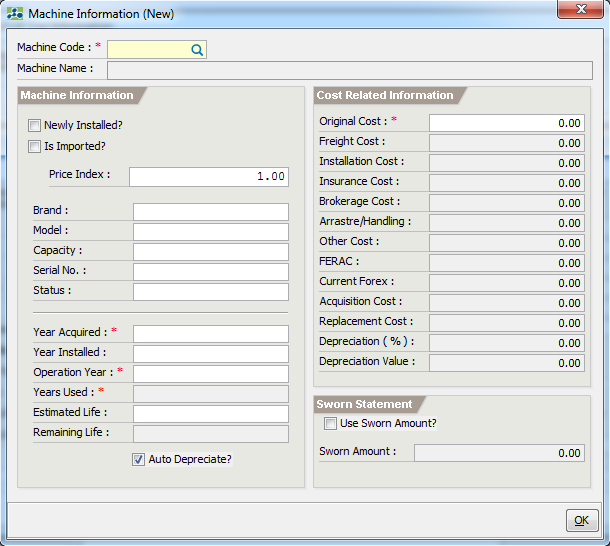 Machine Information (New)
Machine Code : *
Machine Name :
Machine Information
Newly Installed?
Is Imported?
Price Index : 1.00
Brand :
Model :
Capacity :
Serial No. :
Status :
Year Acquired : *
Year Installed :
Operation Year : *
Years Used : *
Estimated Life :
Remaining Life :
Auto Depreciate?
Cost Related Information
Original Cost : * 0.00
Freight Cost : 0.00
Installation Cost : 0.00
Insurance Cost : 0.00
Brokerage Cost : 0.00
Arrastre/Handling : 0.00
Other Cost : 0.00
FERAC : 0.00
Current Forex : 0.00
Acquisition Cost : 0.00
Replacement Cost : 0.00
Depreciation ( % ) : 0.00
Depreciation Value : 0.00
Sworn Statement
Use Sworn Amount?
Sworn Amount : 0.00
OK